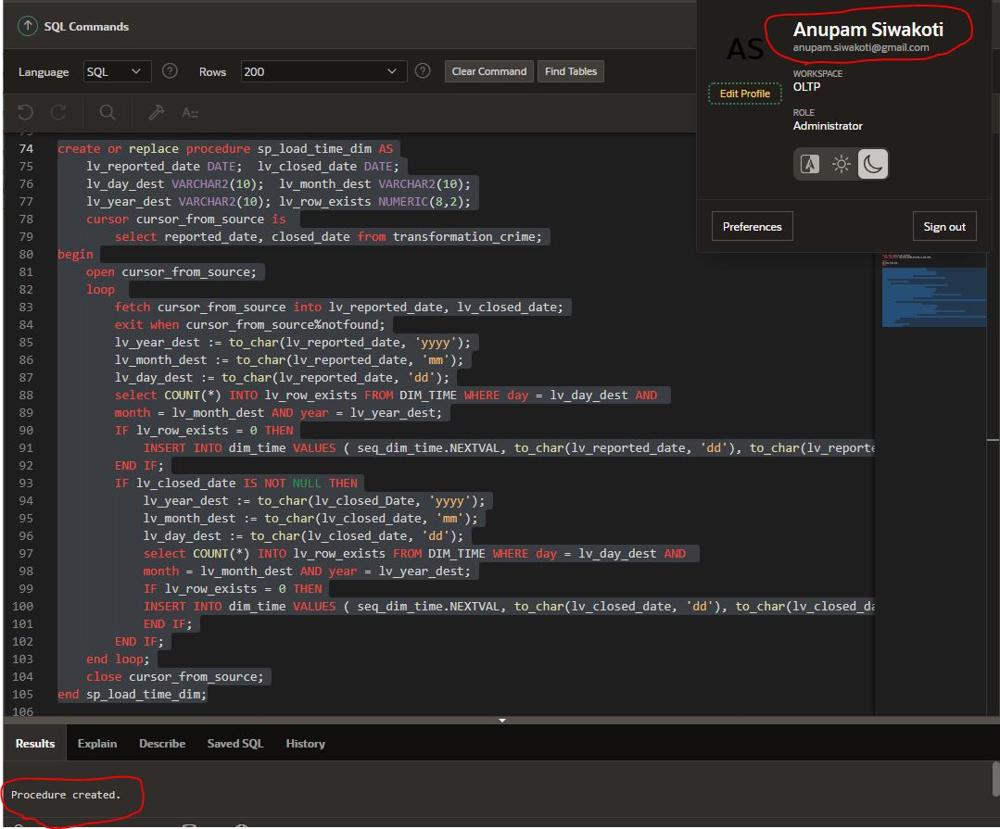 SQL Commands
Language SQL Rows 200 Clear Command Find Tables
AS
Anupam Siwakoti
anupam.siwakoti@gmail.com
Edit Profile
WORKSPACE
OLTP
ROLE
Administrator
Preferences Sign out
74 create or replace procedure sp_load_time_dim AS
75 lv_reported_date DATE; lv_closed_date DATE;
76 lv_day_dest VARCHAR2(10); lv_month_dest VARCHAR2(10);
77 lv_year_dest VARCHAR2(10); lv_row_exists NUMERIC(8,2);
78 cursor cursor_from_source is
79 select reported_date, closed_date from transformation_crime;
80 begin
81 open cursor_from_source;
82 loop
83 fetch cursor_from_source into lv_reported_date, lv_closed_date;
84 exit when cursor_from_source%notfound;
85 lv_year_dest := to_char(lv_reported_date, 'yyyy');
86 lv_month_dest := to_char(lv_reported_date, 'mm');
87 lv_day_dest := to_char(lv_reported_date, 'dd');
88 select COUNT(*) INTO lv_row_exists FROM DIM_TIME WHERE day = lv_day_dest AND
89 month = lv_month_dest AND year = lv_year_dest;
90 IF lv_row_exists = 0 THEN
91 INSERT INTO dim_time VALUES ( seq_dim_time.NEXTVAL, to_char(lv_reported_date, 'dd'), to_char(lv_reporte
92 END IF;
93 IF lv_closed_date IS NOT NULL THEN
94 lv_year_dest := to_char(lv_closed_Date, 'yyyy');
95 lv_month_dest := to_char(lv_closed_date, 'mm');
96 lv_day_dest := to_char(lv_closed_date, 'dd');
97 select COUNT(*) INTO lv_row_exists FROM DIM_TIME WHERE day = lv_day_dest AND
98 month = lv_month_dest AND year = lv_year_dest;
99 IF lv_row_exists = 0 THEN
100 INSERT INTO dim_time VALUES ( seq_dim_time.NEXTVAL, to_char(lv_closed_date, 'dd'), to_char(lv_closed_da
101 END IF;
102 END IF;
103 end loop;
104 close cursor_from_source;
105 end sp_load_time_dim;
106
Results Explain Describe Saved SQL History
Procedure created.